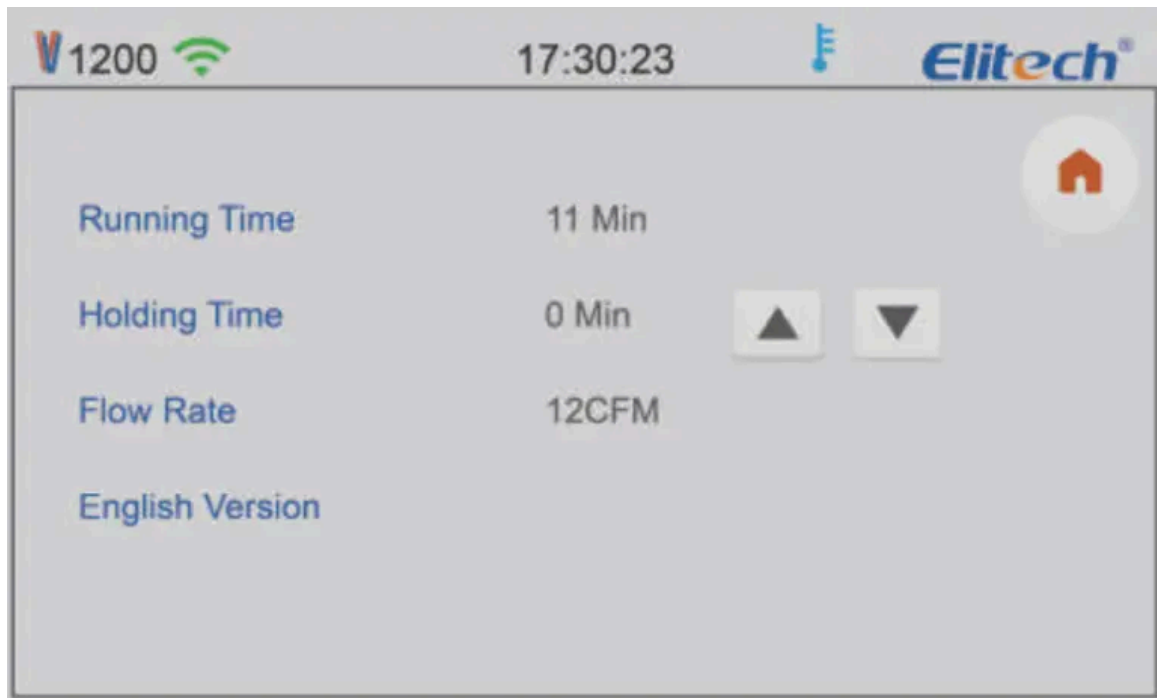 V1200 17:30:23 Elitech®
Running Time 11 Min
Holding Time 0 Min
Flow Rate 12CFM
English Version